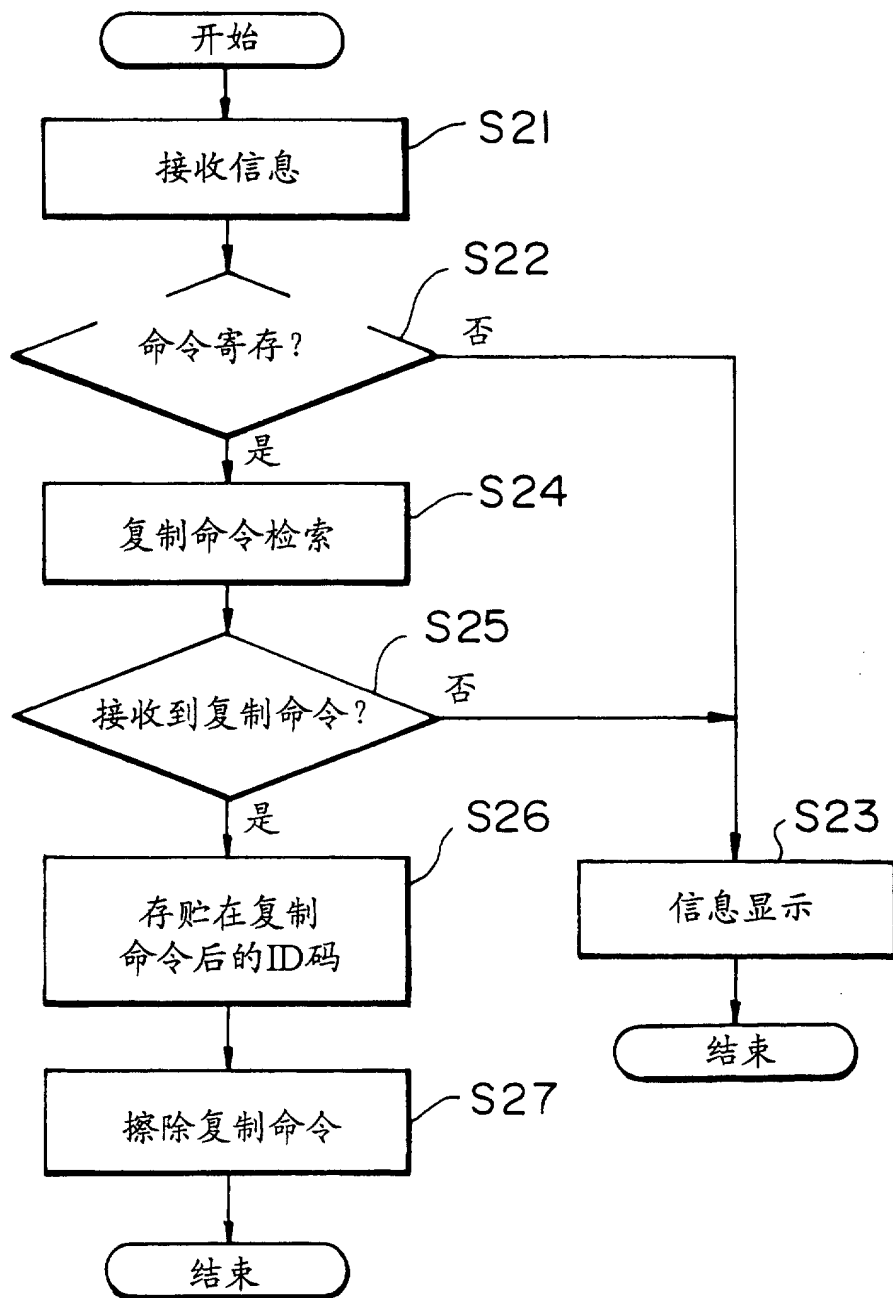 开始
S21
接收信息
S22
命令寄存?
否
是
S24
复制命令检索
S25
接收到复制命令?
否
是
S26
存贮在复制
命令后的ID码
S23
信息显示
结束
S27
擦除复制命令
结束